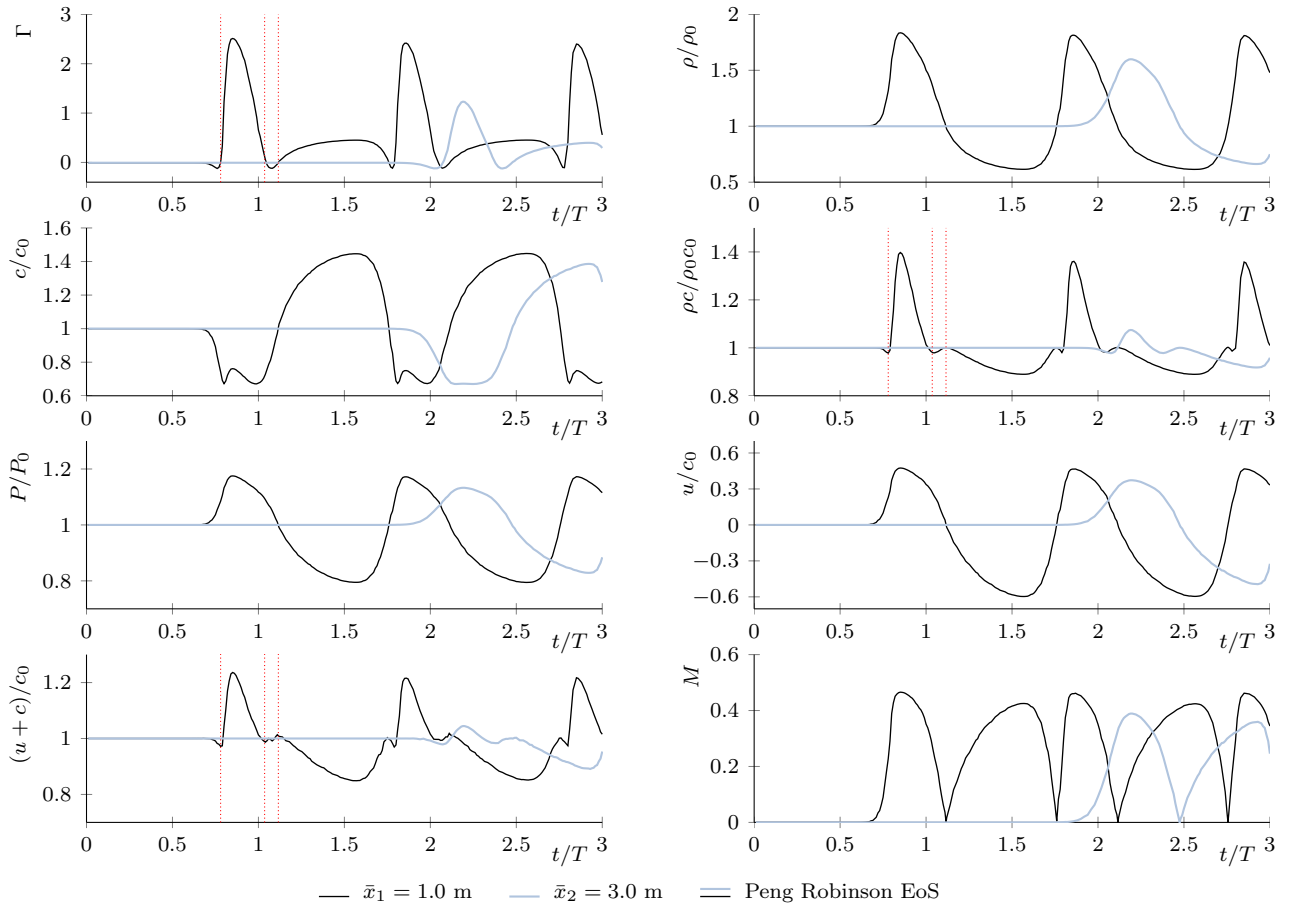 Γ
3
2
1
0
0 0.5 1 1.5 2 2.5 3
t/T
ρ/ρ₀
2
1.5
1
0.5
0 0.5 1 1.5 2 2.5 3
t/T
c/c₀
1.6
1.4
1.2
1
0.8
0.6
0 0.5 1 1.5 2 2.5 3
t/T
ρc/ρ₀c₀
1.4
1.2
1
0.8
0 0.5 1 1.5 2 2.5 3
t/T
P/P₀
1.2
1
0.8
0 0.5 1 1.5 2 2.5 3
t/T
u/c₀
0.6
0.3
0
−0.3
−0.6
0 0.5 1 1.5 2 2.5 3
t/T
(u + c)/c₀
1.2
1
0.8
0 0.5 1 1.5 2 2.5 3
t/T
M
0.6
0.4
0.2
0
0 0.5 1 1.5 2 2.5 3
t/T
x̄₁ = 1.0 m x̄₂ = 3.0 m Peng Robinson EoS